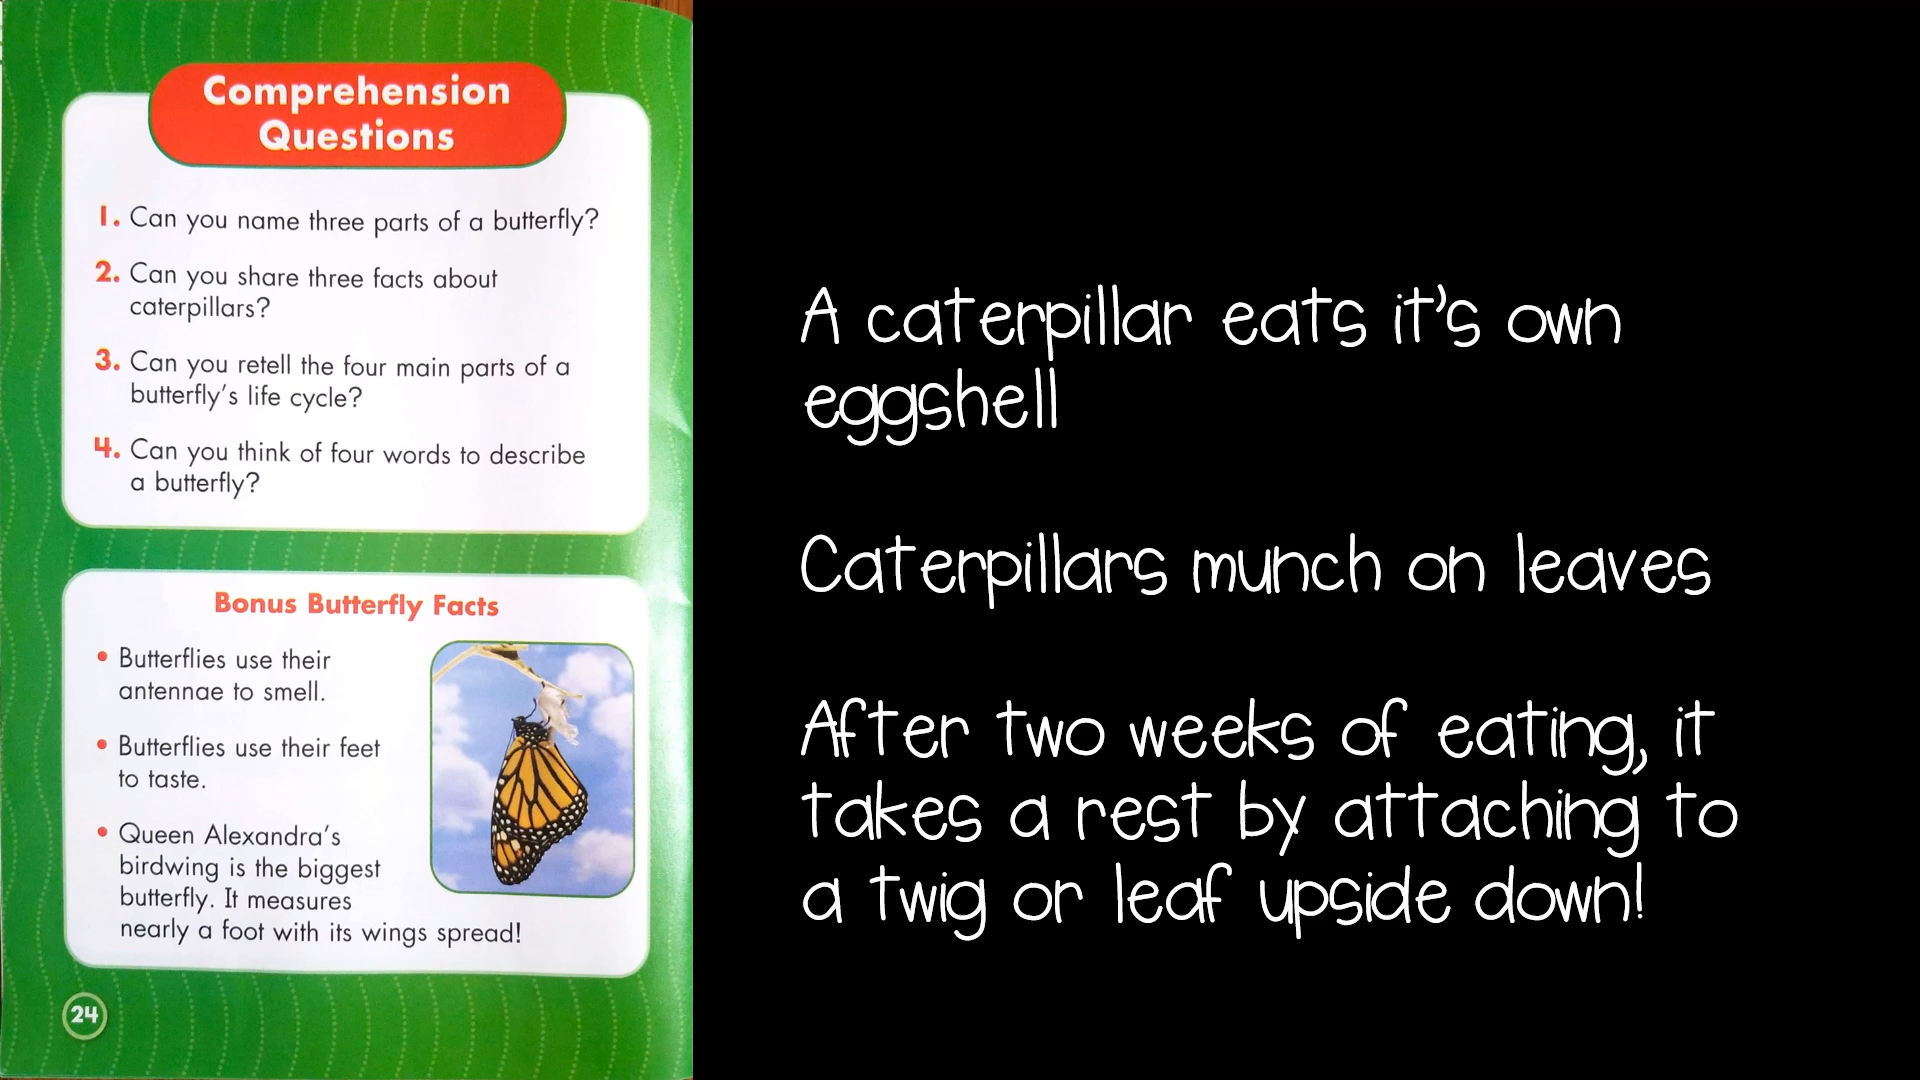 Comprehension
Questions
1. Can you name three parts of a butterfly?
2. Can you share three facts about
caterpillars?
3. Can you retell the four main parts of a
butterfly's life cycle?
4. Can you think of four words to describe
a butterfly?
Bonus Butterfly Facts
• Butterflies use their
antennae to smell.
• Butterflies use their feet
to taste.
• Queen Alexandra's
birdwing is the biggest
butterfly. It measures
nearly a foot with its wings spread!
24
A caterpillar eats it's own
eggshell
Caterpillars munch on leaves
After two weeks of eating, it
takes a rest by attaching to
a twig or leaf upside down!